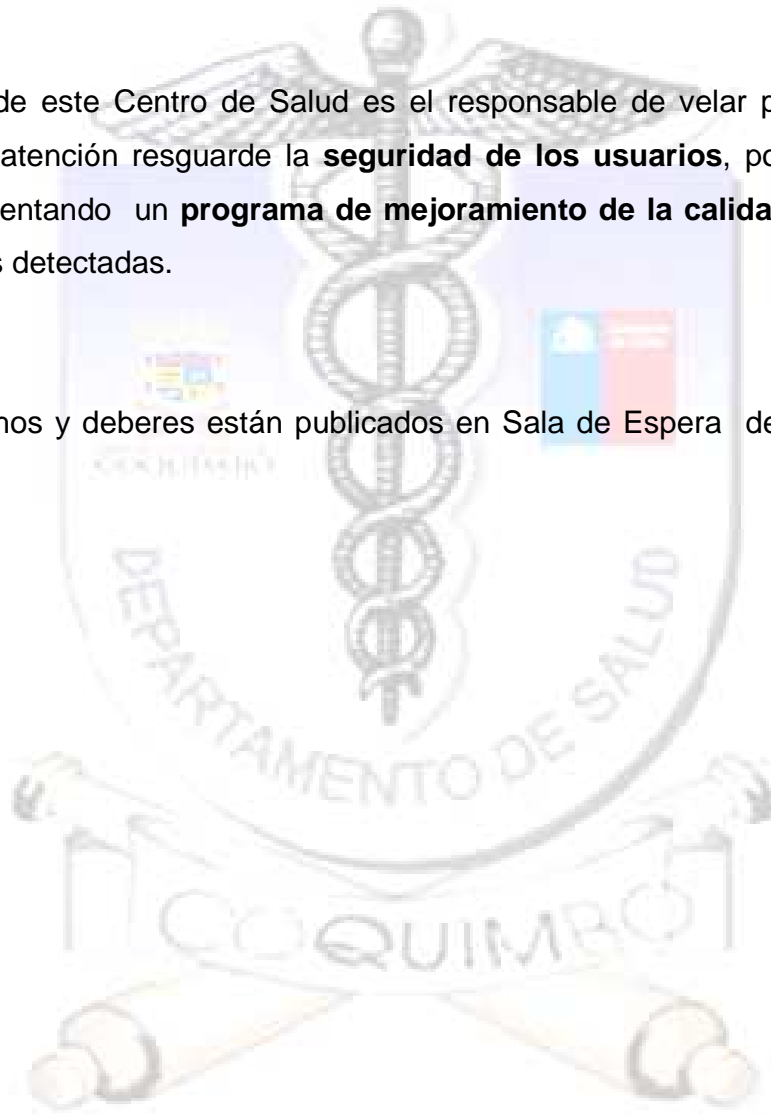 de este Centro de Salud es el responsable de velar p
atención resguarde la seguridad de los usuarios, po
entando un programa de mejoramiento de la calida
s detectadas.
nos y deberes están publicados en Sala de Espera de
COQUIMBO
DEPARTAMENTO DE SALUD
COQUIMBO